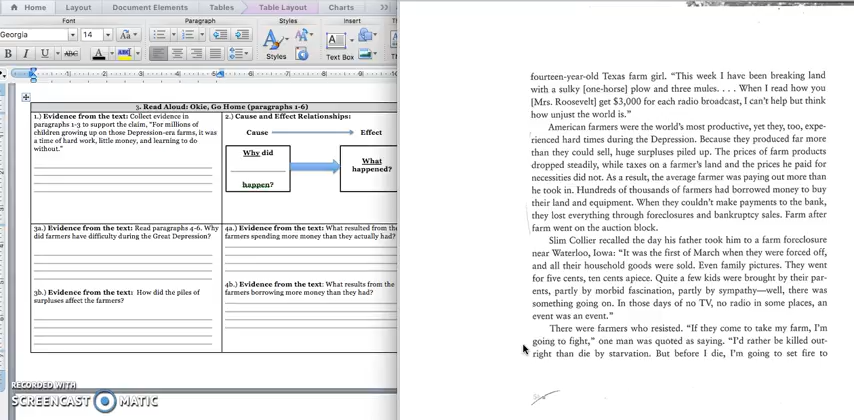 Home Layout Document Elements Tables Table Layout Charts
Font Paragraph Styles Insert
Georgia 14 Aa
B I U ABC A Styles Text Box
3. Read Aloud: Okie, Go Home (paragraphs 1-6)
1.) Evidence from the text: Collect evidence in
paragraphs 1-3 to support the claim, "For millions of
children growing up on those Depression-era farms, it was
a time of hard work, little money, and learning to do
without."
2.) Cause and Effect Relationships:
Cause Effect
Why did
happen?
What
happened?
3a.) Evidence from the text: Read paragraphs 4-6. Why
did farmers have difficulty during the Great Depression?
3b.) Evidence from the text: How did the piles of
surpluses affect the farmers?
4a.) Evidence from the text: What resulted from the
farmers spending more money than they actually had?
4b.) Evidence from the text: What results from the
farmers borrowing more money than they had?
RECORDED WITH
SCREENCAST MATIC
fourteen-year-old Texas farm girl. "This week I have been breaking land
with a sulky [one-horse] plow and three mules. . . . When I read how you
[Mrs. Roosevelt] get $3,000 for each radio broadcast, I can't help but think
how unjust the world is."
American farmers were the world's most productive, yet they, too, expe-
rienced hard times during the Depression. Because they produced far more
than they could sell, huge surpluses piled up. The prices of farm products
dropped steadily, while taxes on a farmer's land and the prices he paid for
necessities did not. As a result, the average farmer was paying out more than
he took in. Hundreds of thousands of farmers had borrowed money to buy
their land and equipment. When they couldn't make payments to the bank,
they lost everything through foreclosures and bankruptcy sales. Farm after
farm went on the auction block.
Slim Collier recalled the day his father took him to a farm foreclosure
near Waterloo, Iowa: "It was the first of March when they were forced off,
and all their household goods were sold. Even family pictures. They went
for five cents, ten cents apiece. Quite a few kids were brought by their par-
ents, partly by morbid fascination, partly by sympathy—well, there was
something going on. In those days of no TV, no radio in some places, an
event was an event."
There were farmers who resisted. "If they come to take my farm, I'm
going to fight," one man was quoted as saying. "I'd rather be killed out-
right than die by starvation. But before I die, I'm going to set fire to